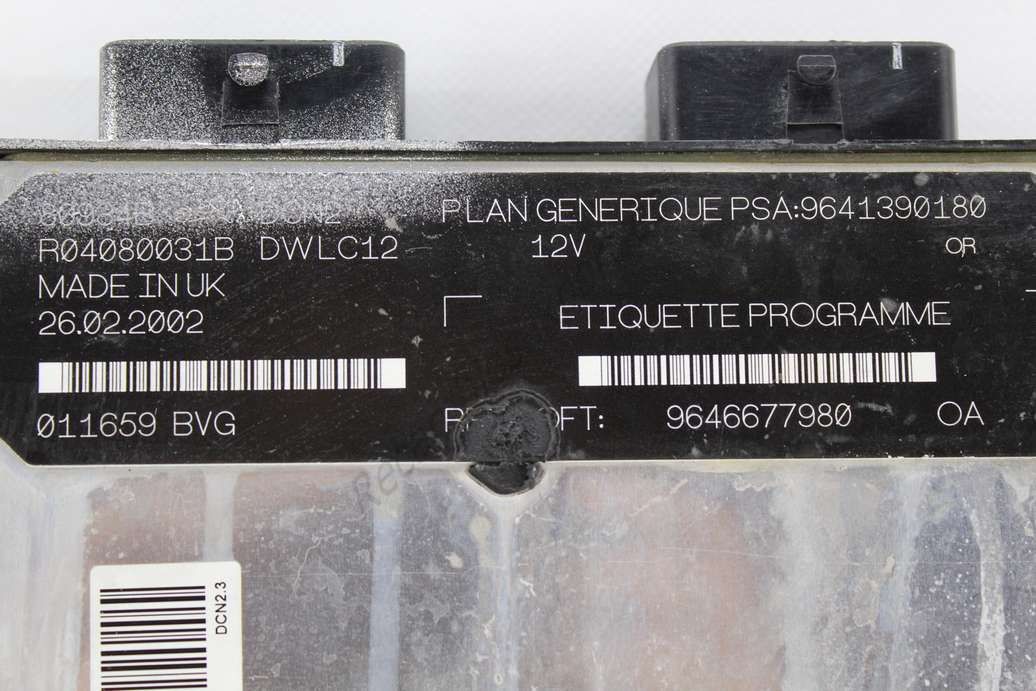 DCN2
R04080031B DWLC12
MADE IN UK
26.02.2002
011659 BVG
PLAN GENERIQUE PSA:9641390180
12V OR
ETIQUETTE PROGRAMME
9646677980 OA
DCN2.3